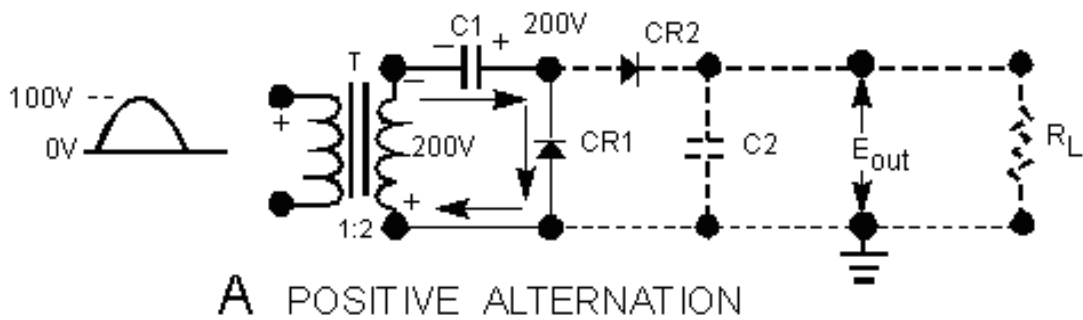 C1 200V CR2
− +
T
100V
+
−
0V
200V
CR1
C2
E out
R L
+
1:2
A POSITIVE ALTERNATION